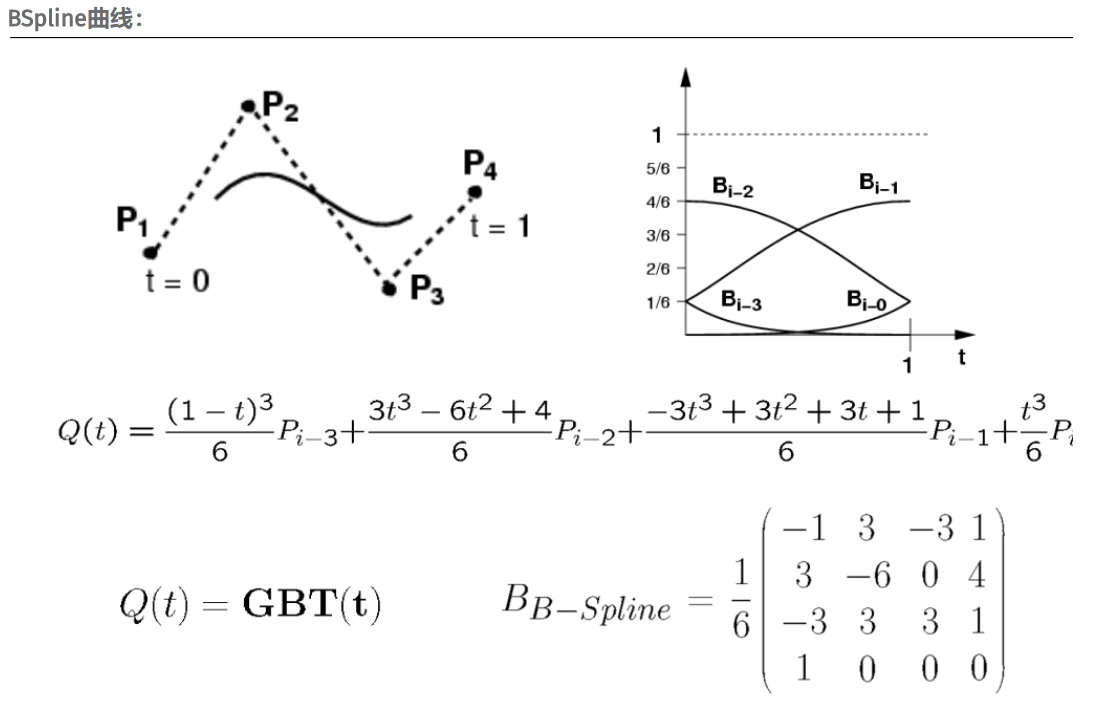 BSpline曲线：
P₂
P₁
t = 0
P₃
P₄
t = 1
1
5/6
4/6
3/6
2/6
1/6
Bᵢ₋₂
Bᵢ₋₁
Bᵢ₋₃
Bᵢ₋₀
1
t
Q(t) = (1 − t)³/6 Pᵢ₋₃ + (3t³ − 6t² + 4)/6 Pᵢ₋₂ + (−3t³ + 3t² + 3t + 1)/6 Pᵢ₋₁ + t³/6 Pᵢ
Q(t) = GBT(t)
B_{B−Spline} = 1/6
−1 3 −3 1
3 −6 0 4
−3 3 3 1
1 0 0 0